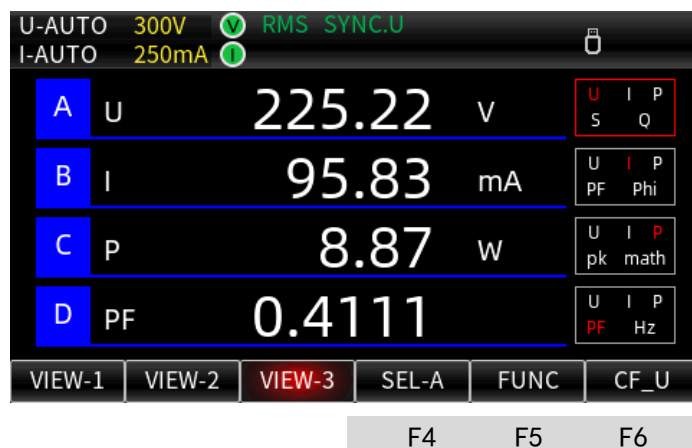 U-AUTO 300V V RMS SYNC.U
I-AUTO 250mA I
A U 225.22 V
U I P
S Q
B I 95.83 mA
U I P
PF Phi
C P 8.87 W
U I P
pk math
D PF 0.4111
U I P
PF Hz
VIEW-1 VIEW-2 VIEW-3 SEL-A FUNC CF_U
F4 F5 F6